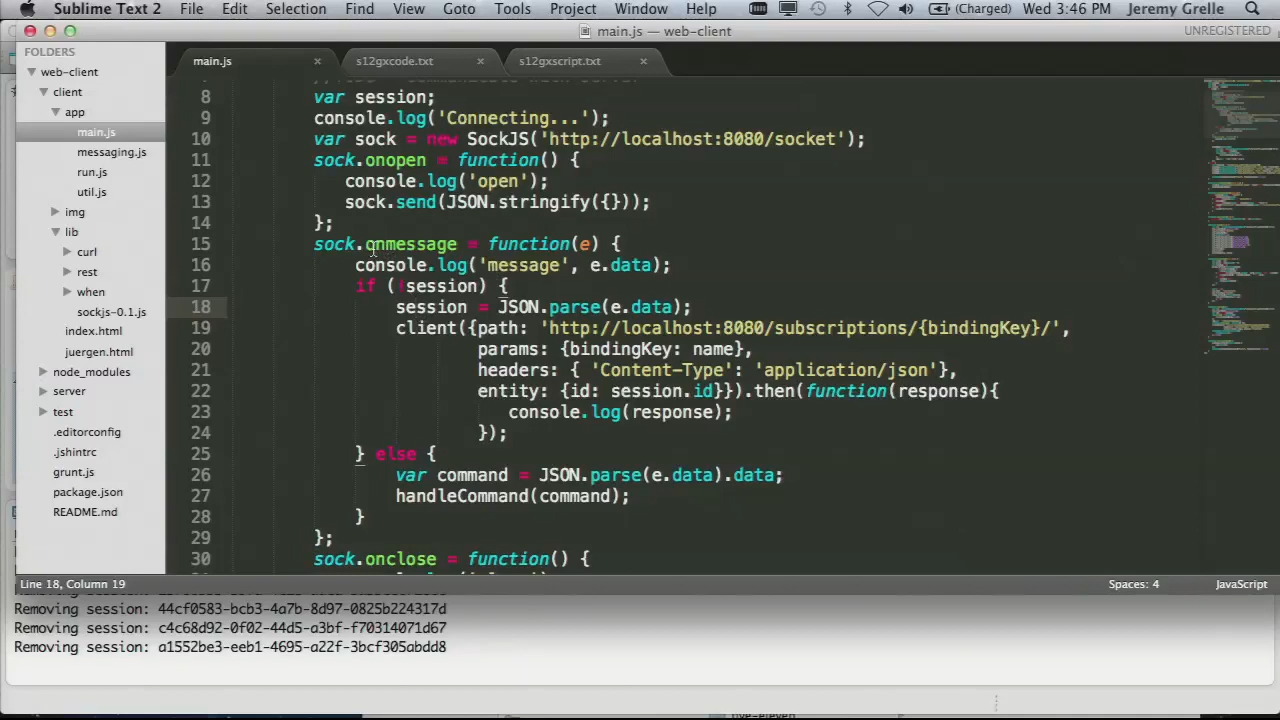 Sublime Text 2 File Edit Selection Find View Goto Tools Project Window Help (Charged) Wed 3:46 PM Jeremy Grelle
main.js — web-client UNREGISTERED
FOLDERS
web-client
client
app
main.js
messaging.js
run.js
util.js
img
lib
curl
rest
when
sockjs-0.1.js
index.html
juergen.html
node_modules
server
test
.editorconfig
.jshintrc
grunt.js
package.json
README.md
main.js s12gxcode.txt s12gxscript.txt
8 var session;
9 console.log('Connecting...');
10 var sock = new SockJS('http://localhost:8080/socket');
11 sock.onopen = function() {
12 console.log('open');
13 sock.send(JSON.stringify({}));
14 };
15 sock.onmessage = function(e) {
16 console.log('message', e.data);
17 if (!session) {
18 session = JSON.parse(e.data);
19 client({path: 'http://localhost:8080/subscriptions/{bindingKey}/',
20 params: {bindingKey: name},
21 headers: { 'Content-Type': 'application/json'},
22 entity: {id: session.id}}).then(function(response){
23 console.log(response);
24 });
25 } else {
26 var command = JSON.parse(e.data).data;
27 handleCommand(command);
28 }
29 };
30 sock.onclose = function() {
Line 18, Column 19 Spaces: 4 JavaScript
Removing session: 44cf0583-bcb3-4a7b-8d97-0825b224317d
Removing session: c4c68d92-0f02-44d5-a3bf-f70314071d67
Removing session: a1552be3-eeb1-4695-a22f-3bcf305abdd8